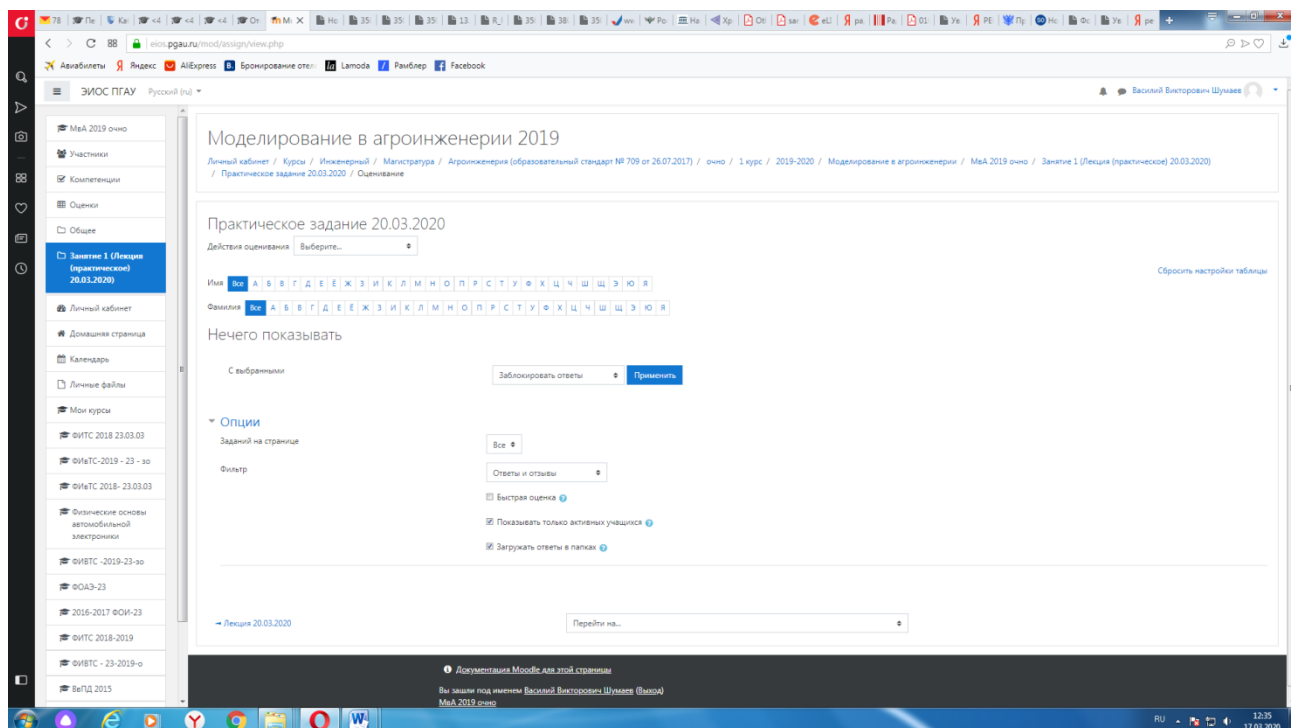 eios.pgau.ru/mod/assign/view.php
Авиабилеты Яндекс AliExpress Бронирование отел Lamoda Рамблер Facebook
ЭИОС ПГАУ Русский (ru)
Василий Викторович Шумаев
МвА 2019 очно
Участники
Компетенции
Оценки
Общее
Занятие 1 (Лекция
(практическое)
20.03.2020)
Личный кабинет
Домашняя страница
Календарь
Личные файлы
Мои курсы
ФИТС 2018 23.03.03
ФИвТС-2019 - 23 - зо
ФИвТС 2018- 23.03.03
Физические основы
автомобильной
электроники
ФИВТС -2019-23-зо
ФОАЭ-23
2016-2017 ФОИ-23
ФИТС 2018-2019
ФИВТС - 23-2019-о
ВвПД 2015
Моделирование в агроинженерии 2019
Личный кабинет / Курсы / Инженерный / Магистратура / Агроинженерия (образовательный стандарт № 709 от 26.07.2017) / очно / 1 курс / 2019-2020 / Моделирование в агроинженерии / МвА 2019 очно / Занятие 1 (Лекция (практическое) 20.03.2020)
/ Практическое задание 20.03.2020 / Оценивание
Практическое задание 20.03.2020
Действия оценивания Выберите...
Сбросить настройки таблицы
Имя Все А Б В Г Д Е Ё Ж З И К Л М Н О П Р С Т У Ф Х Ц Ч Ш Щ Э Ю Я
Фамилия Все А Б В Г Д Е Ё Ж З И К Л М Н О П Р С Т У Ф Х Ц Ч Ш Щ Э Ю Я
Нечего показывать
С выбранными Заблокировать ответы Применить
Опции
Заданий на странице Все
Фильтр Ответы и отзывы
Быстрая оценка
Показывать только активных учащихся
Загружать ответы в папках
Лекция 20.03.2020 Перейти на...
Документация Moodle для этой страницы
Вы зашли под именем Василий Викторович Шумаев (Выход)
МвА 2019 очно
RU 12:35
17.03.2020